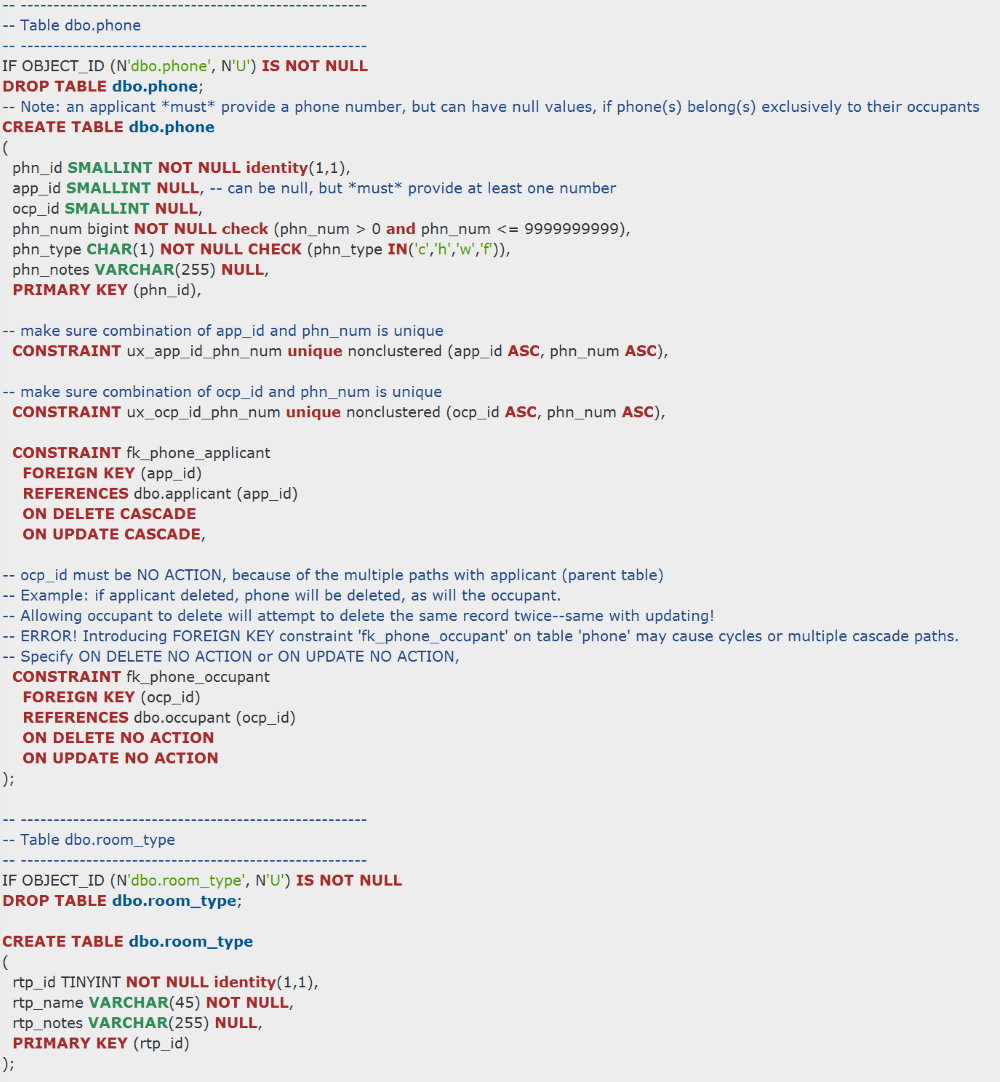 -- -----------------------------------------------------
-- Table dbo.phone
-- -----------------------------------------------------
IF OBJECT_ID (N'dbo.phone', N'U') IS NOT NULL
DROP TABLE dbo.phone;
-- Note: an applicant *must* provide a phone number, but can have null values, if phone(s) belong(s) exclusively to their occupants
CREATE TABLE dbo.phone
(
  phn_id SMALLINT NOT NULL identity(1,1),
  app_id SMALLINT NULL, -- can be null, but *must* provide at least one number
  ocp_id SMALLINT NULL,
  phn_num bigint NOT NULL check (phn_num > 0 and phn_num <= 9999999999),
  phn_type CHAR(1) NOT NULL CHECK (phn_type IN('c','h','w','f')),
  phn_notes VARCHAR(255) NULL,
  PRIMARY KEY (phn_id),

-- make sure combination of app_id and phn_num is unique
  CONSTRAINT ux_app_id_phn_num unique nonclustered (app_id ASC, phn_num ASC),

-- make sure combination of ocp_id and phn_num is unique
  CONSTRAINT ux_ocp_id_phn_num unique nonclustered (ocp_id ASC, phn_num ASC),

  CONSTRAINT fk_phone_applicant
    FOREIGN KEY (app_id)
    REFERENCES dbo.applicant (app_id)
    ON DELETE CASCADE
    ON UPDATE CASCADE,

-- ocp_id must be NO ACTION, because of the multiple paths with applicant (parent table)
-- Example: if applicant deleted, phone will be deleted, as will the occupant.
-- Allowing occupant to delete will attempt to delete the same record twice--same with updating!
-- ERROR! Introducing FOREIGN KEY constraint 'fk_phone_occupant' on table 'phone' may cause cycles or multiple cascade paths.
-- Specify ON DELETE NO ACTION or ON UPDATE NO ACTION,
  CONSTRAINT fk_phone_occupant
    FOREIGN KEY (ocp_id)
    REFERENCES dbo.occupant (ocp_id)
    ON DELETE NO ACTION
    ON UPDATE NO ACTION
);

-- -----------------------------------------------------
-- Table dbo.room_type
-- -----------------------------------------------------
IF OBJECT_ID (N'dbo.room_type', N'U') IS NOT NULL
DROP TABLE dbo.room_type;

CREATE TABLE dbo.room_type
(
  rtp_id TINYINT NOT NULL identity(1,1),
  rtp_name VARCHAR(45) NOT NULL,
  rtp_notes VARCHAR(255) NULL,
  PRIMARY KEY (rtp_id)
);